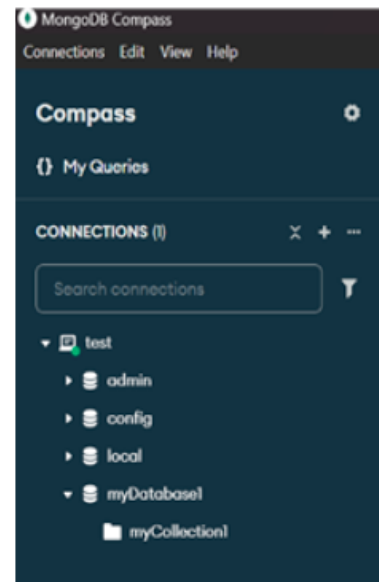 MongoDB Compass
Connections Edit View Help
Compass
{} My Queries
CONNECTIONS (1)
Search connections
test
admin
config
local
myDatabase1
myCollection1